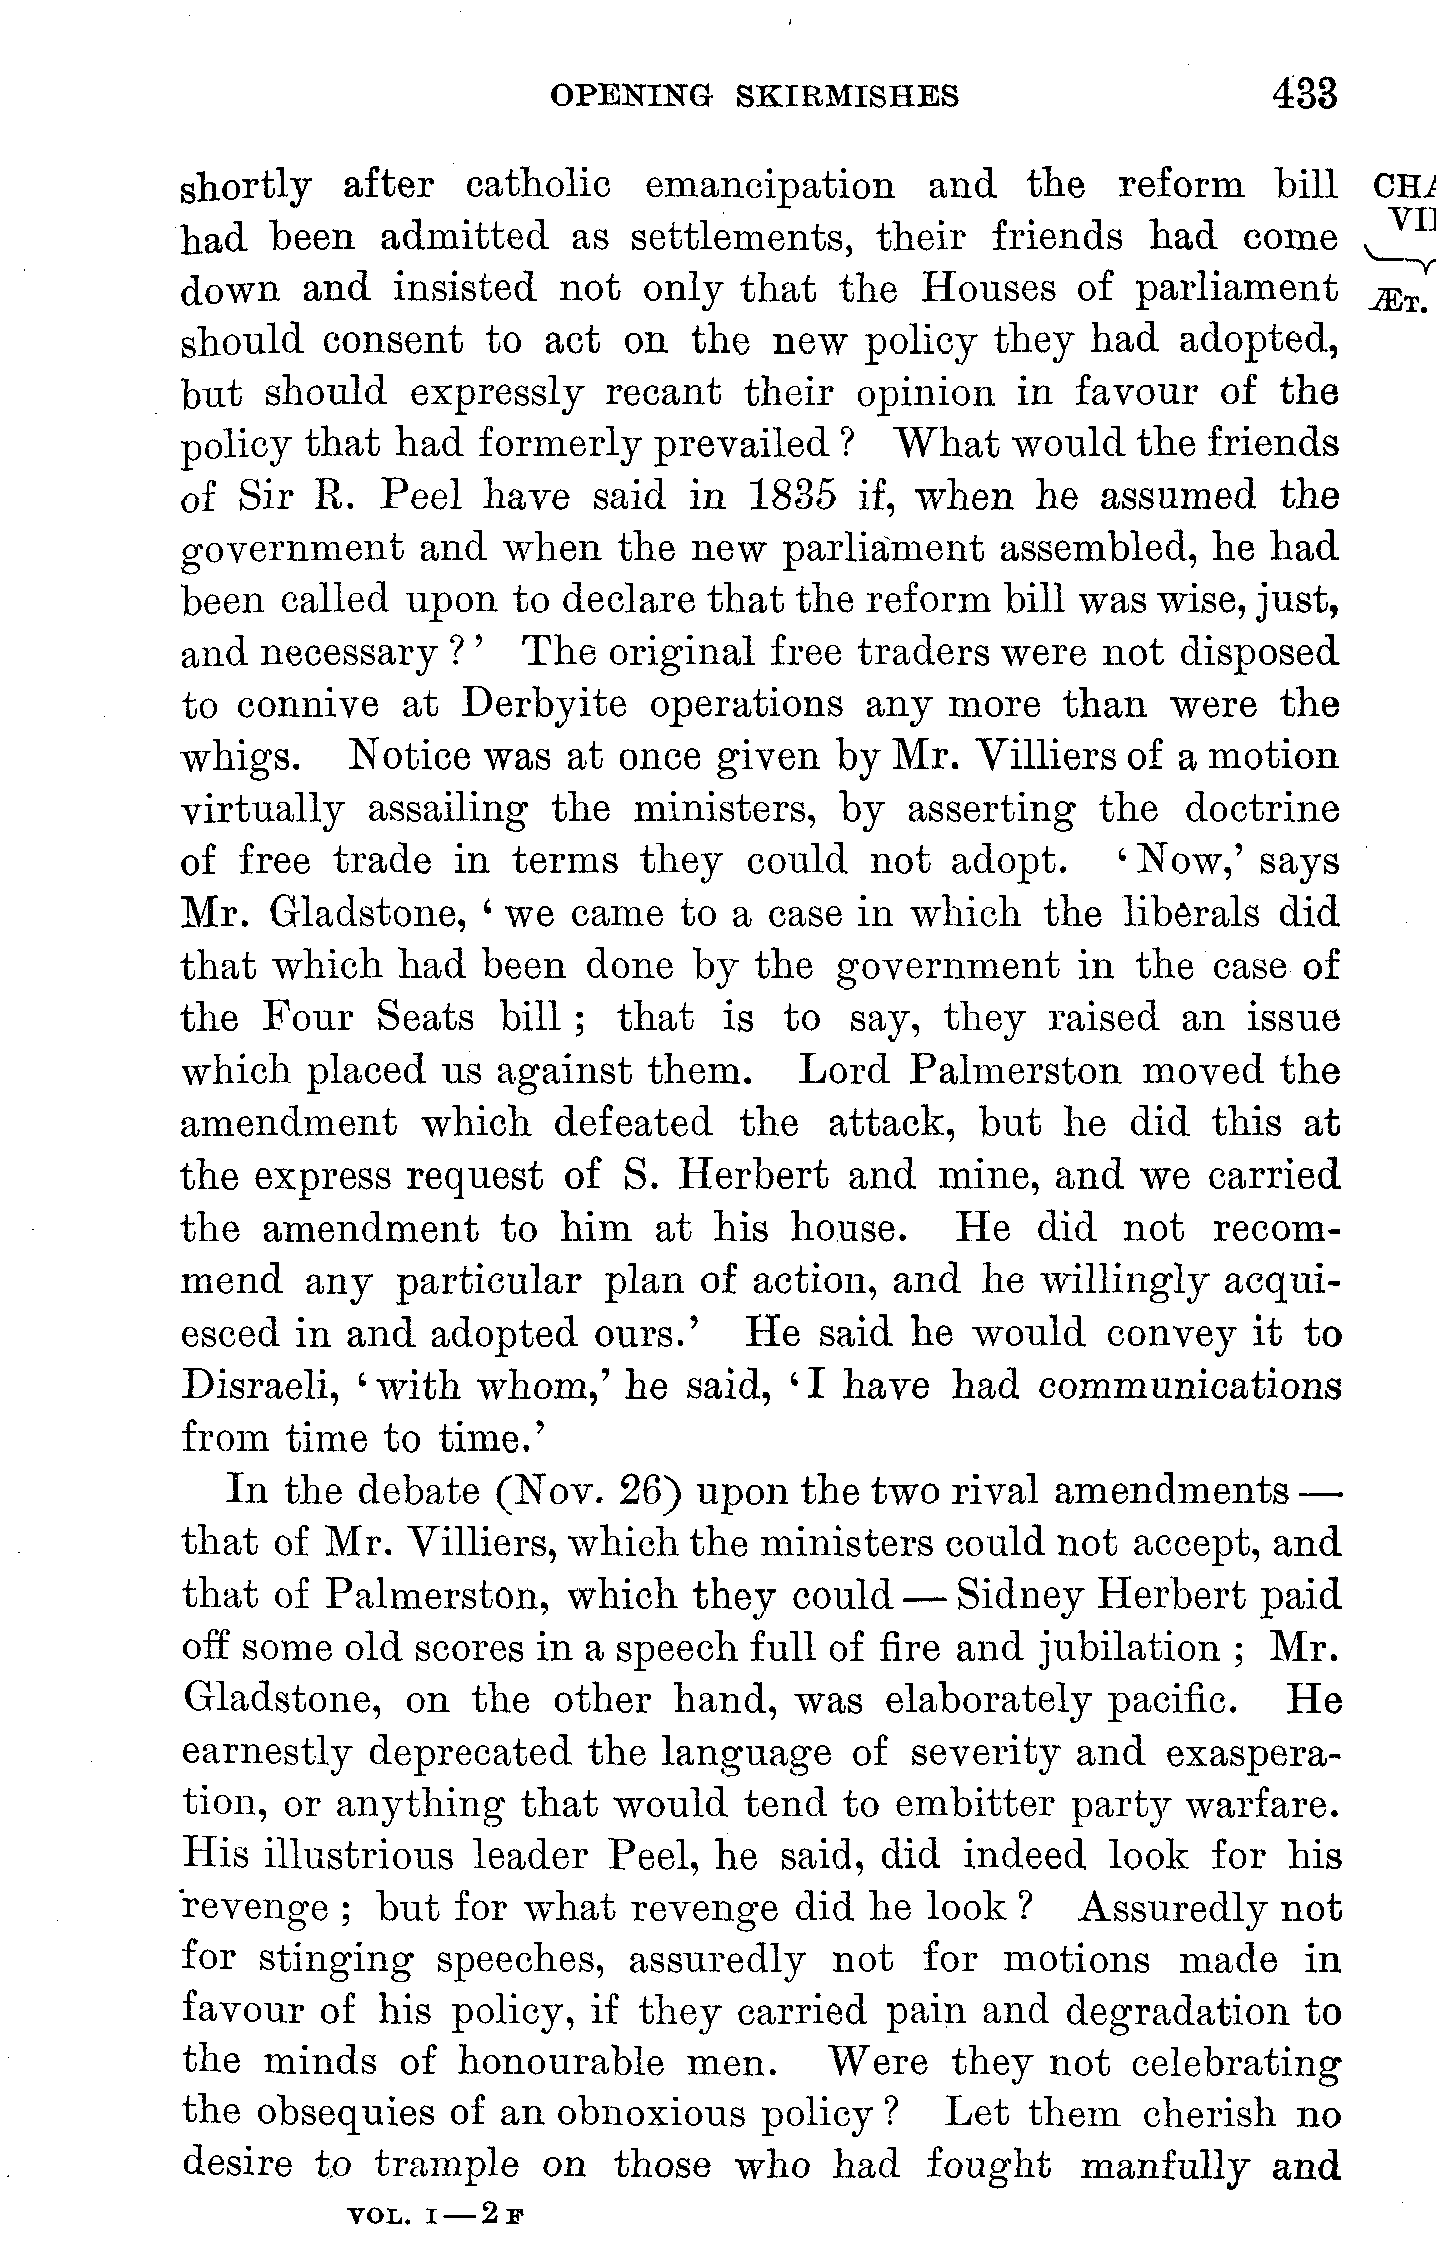 OPENING SKIRMISHES 433
shortly after catholic emancipation and the reform bill
had been admitted as settlements, their friends had come
down and insisted not only that the Houses of parliament
should consent to act on the new policy they had adopted,
but should expressly recant their opinion in favour of the
policy that had formerly prevailed? What would the friends
of Sir R. Peel have said in 1835 if, when he assumed the
government and when the new parliament assembled, he had
been called upon to declare that the reform bill was wise, just,
and necessary?' The original free traders were not disposed
to connive at Derbyite operations any more than were the
whigs. Notice was at once given by Mr. Villiers of a motion
virtually assailing the ministers, by asserting the doctrine
of free trade in terms they could not adopt. 'Now,' says
Mr. Gladstone, 'we came to a case in which the liberals did
that which had been done by the government in the case of
the Four Seats bill; that is to say, they raised an issue
which placed us against them. Lord Palmerston moved the
amendment which defeated the attack, but he did this at
the express request of S. Herbert and mine, and we carried
the amendment to him at his house. He did not recom-
mend any particular plan of action, and he willingly acqui-
esced in and adopted ours.' He said he would convey it to
Disraeli, 'with whom,' he said, 'I have had communications
from time to time.'
In the debate (Nov. 26) upon the two rival amendments —
that of Mr. Villiers, which the ministers could not accept, and
that of Palmerston, which they could — Sidney Herbert paid
off some old scores in a speech full of fire and jubilation; Mr.
Gladstone, on the other hand, was elaborately pacific. He
earnestly deprecated the language of severity and exaspera-
tion, or anything that would tend to embitter party warfare.
His illustrious leader Peel, he said, did indeed look for his
revenge; but for what revenge did he look? Assuredly not
for stinging speeches, assuredly not for motions made in
favour of his policy, if they carried pain and degradation to
the minds of honourable men. Were they not celebrating
the obsequies of an obnoxious policy? Let them cherish no
desire to trample on those who had fought manfully and
VOL. I—2 F
ÆT.